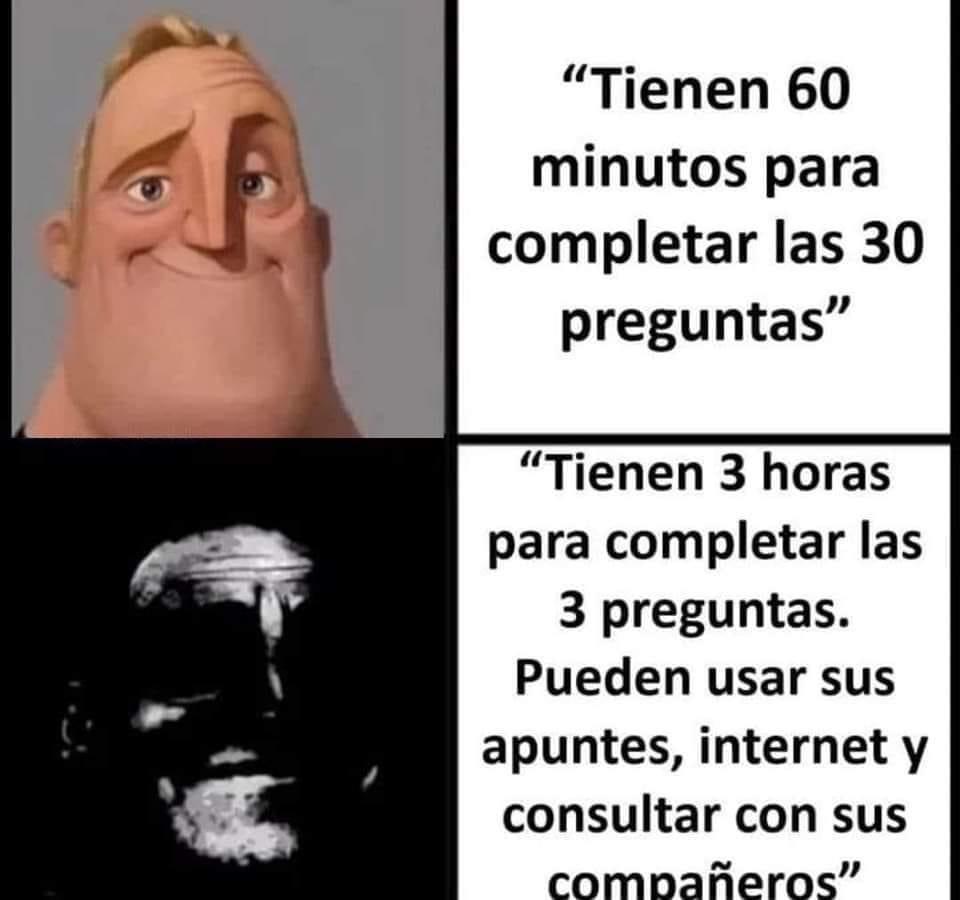 “Tienen 60
minutos para
completar las 30
preguntas”
“Tienen 3 horas
para completar las
3 preguntas.
Pueden usar sus
apuntes, internet y
consultar con sus
compañeros”